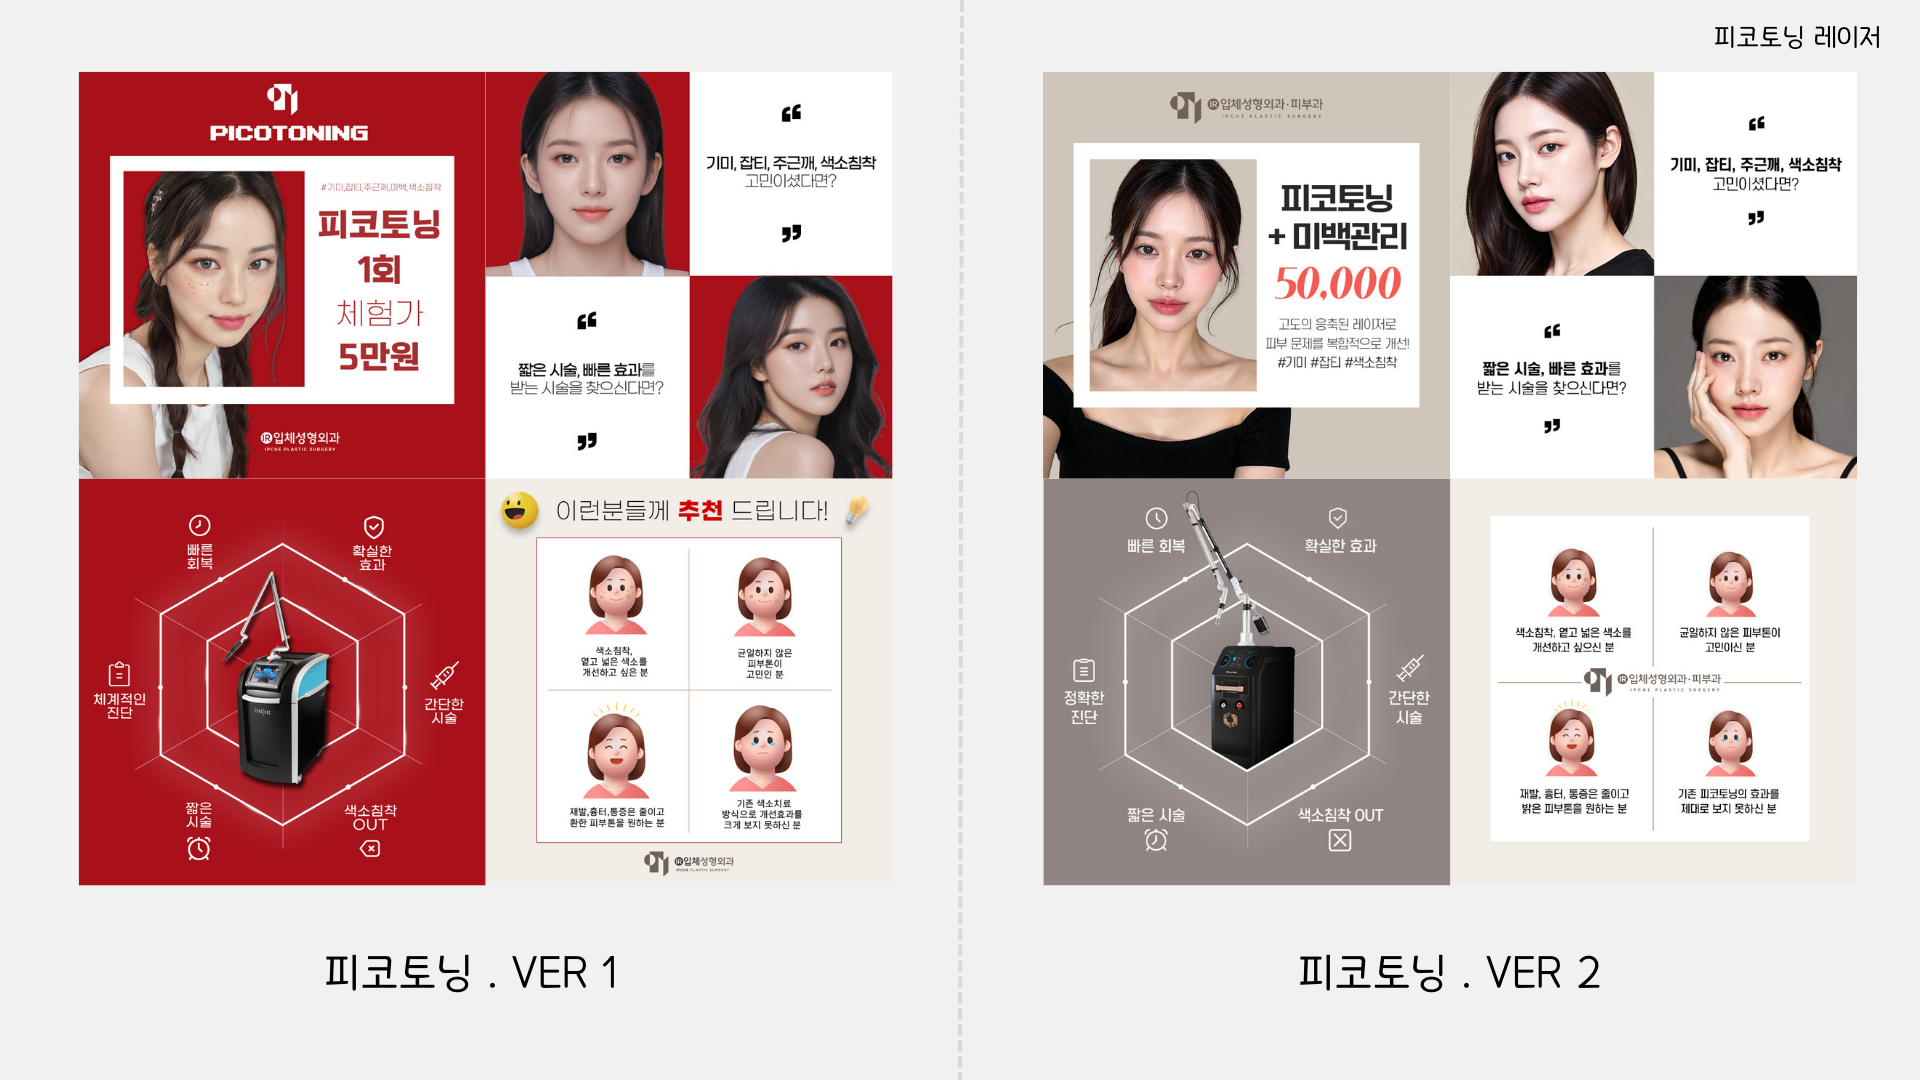 피코토닝 레이저
PICOTONING
#기미,잡티,주근깨,미백,색소침착
피코토닝
1회
체험가
5만원
IR입체성형외과
IPCHE PLASTIC SURGERY
“
기미, 잡티, 주근깨, 색소침착
고민이셨다면?
”
“
짧은 시술, 빠른 효과를
받는 시술을 찾으신다면?
”
빠른
회복
확실한
효과
체계적인
진단
간단한
시술
짧은
시술
색소침착
OUT
이런분들께 추천 드립니다!
색소침착,
옅고 넓은 색소를
개선하고 싶은 분
균일하지 않은
피부톤이
고민인 분
재발,흉터,통증은 줄이고
환한 피부톤을 원하는 분
기존 색소치료
방식으로 개선효과를
크게 보지 못하신 분
IR입체성형외과
IPCHE PLASTIC SURGERY
피코토닝 . VER 1
IR입체성형외과·피부과
IPCHE PLASTIC SURGERY
피코토닝
+ 미백관리
50,000
고도의 응축된 레이저로
피부 문제를 복합적으로 개선!
#기미 #잡티 #색소침착
“
기미, 잡티, 주근깨, 색소침착
고민이셨다면?
”
“
짧은 시술, 빠른 효과를
받는 시술을 찾으신다면?
”
빠른 회복
확실한 효과
정확한
진단
간단한
시술
짧은 시술
색소침착 OUT
색소침착, 옅고 넓은 색소를
개선하고 싶으신 분
균일하지 않은 피부톤이
고민이신 분
IR입체성형외과·피부과
IPCHE PLASTIC SURGERY
재발, 흉터, 통증은 줄이고
밝은 피부톤을 원하는 분
기존 피코토닝의 효과를
제대로 보지 못하신 분
피코토닝 . VER 2